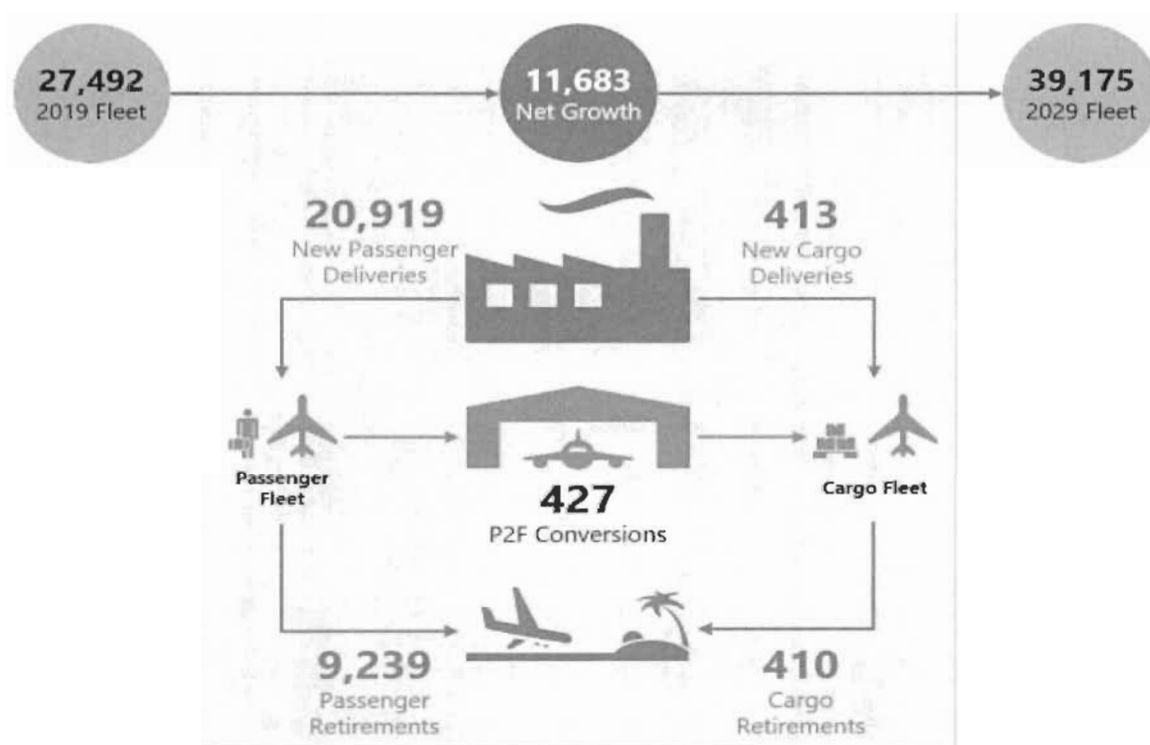 27,492
2019 Fleet
11,683
Net Growth
39,175
2029 Fleet
20,919
New Passenger
Deliveries
413
New Cargo
Deliveries
Passenger
Fleet
427
P2F Conversions
Cargo Fleet
9,239
Passenger
Retirements
410
Cargo
Retirements